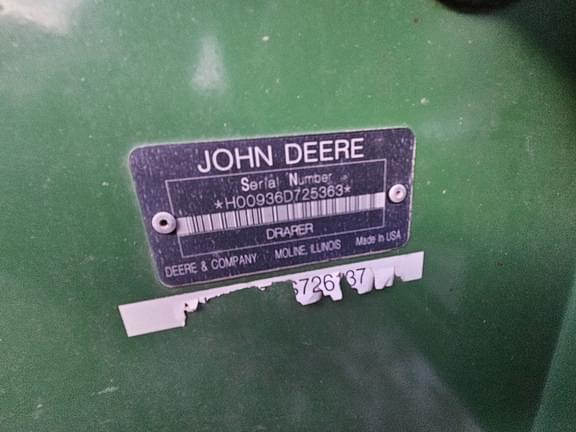 JOHN DEERE
Serial Number
*H00936D725363*
DRAPER
DEERE & COMPANY MOLINE, ILLINOIS Made in USA